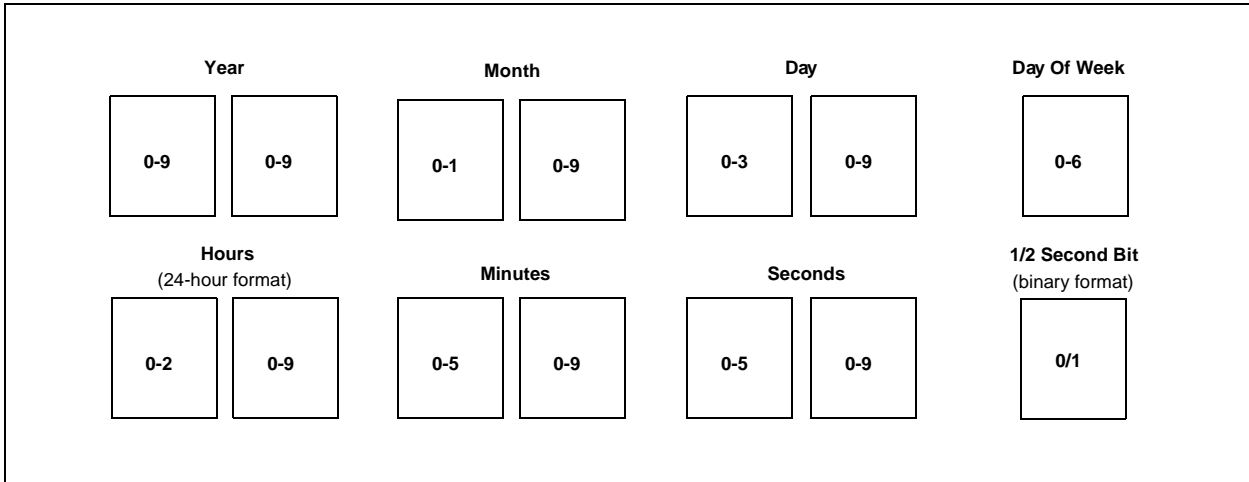 Year
Month
Day
Day Of Week
0-9
0-9
0-1
0-9
0-3
0-9
0-6
Hours
(24-hour format)
Minutes
Seconds
1/2 Second Bit
(binary format)
0-2
0-9
0-5
0-9
0-5
0-9
0/1